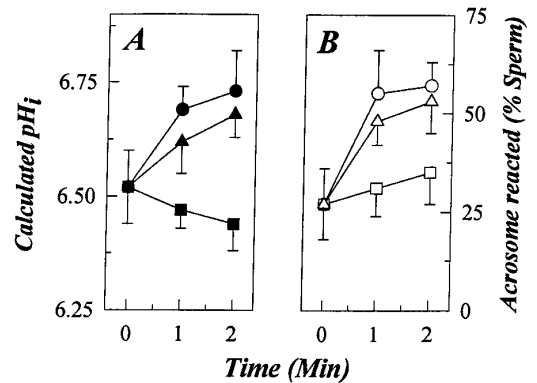 A
B
75
6.75
50
6.50
25
6.25
0
0 1 2
0 1 2
Calculated pHi
Acrosome reacted (% Sperm)
Time (Min)